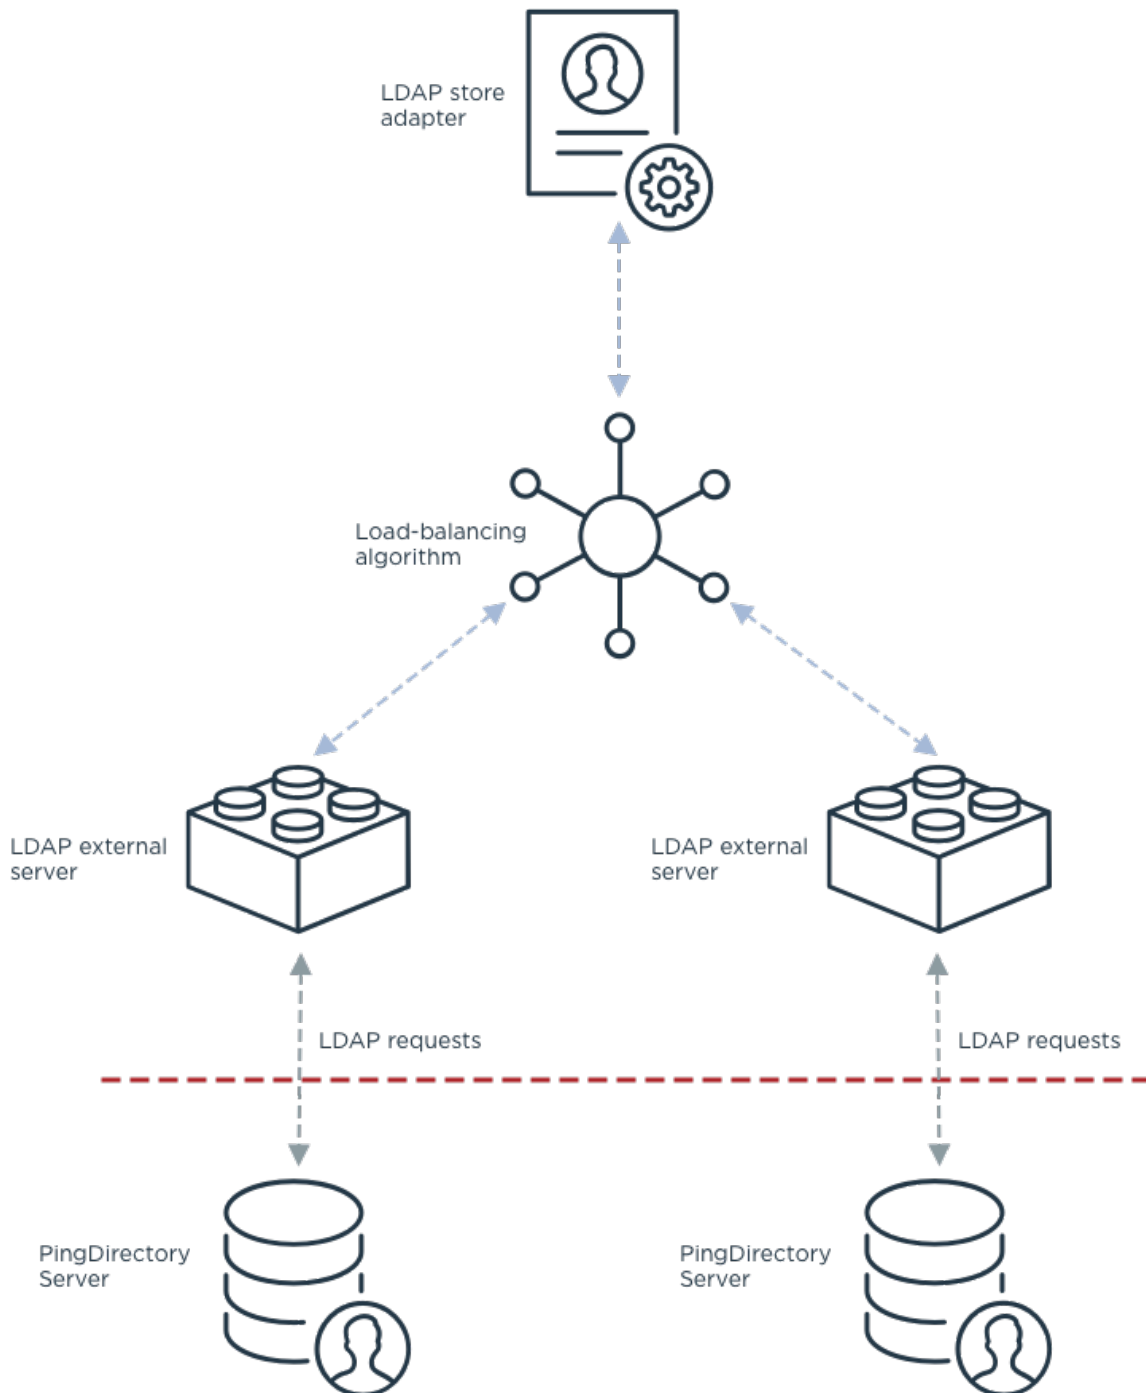 LDAP store
adapter
Load-balancing
algorithm
LDAP external
server
LDAP external
server
LDAP requests
LDAP requests
PingDirectory
Server
PingDirectory
Server